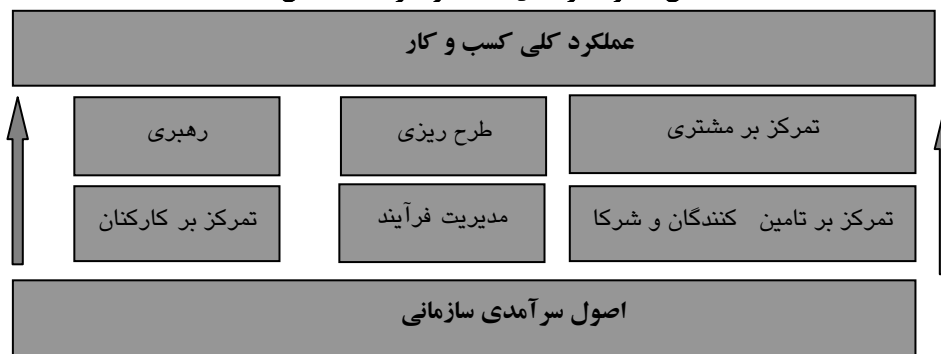 عملکرد کلی کسب و کار
تمرکز بر مشتری
طرح ریزی
رهبری
تمرکز بر تامین کنندگان و شرکا
مدیریت فرآیند
تمرکز بر کارکنان
اصول سرآمدی سازمانی